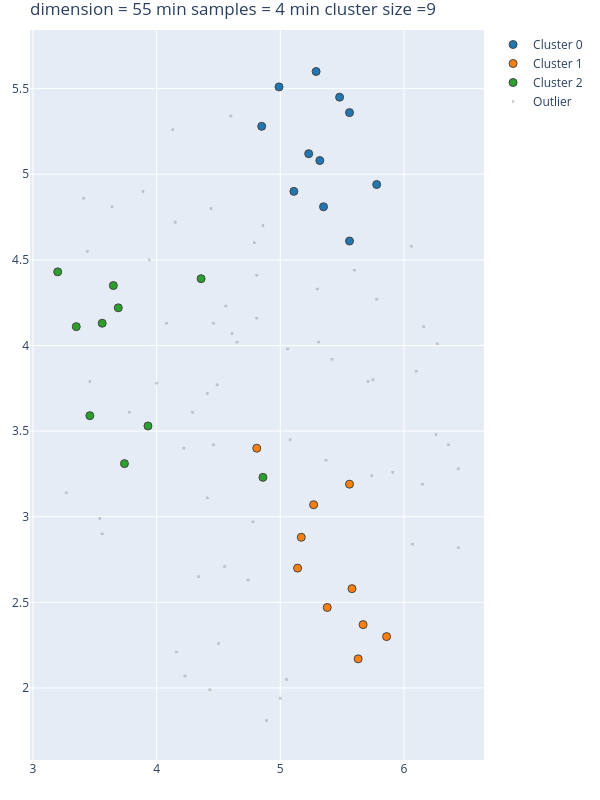 dimension = 55 min samples = 4 min cluster size =9
Cluster 0
Cluster 1
Cluster 2
Outlier
5.5
5
4.5
4
3.5
3
2.5
2
3
4
5
6